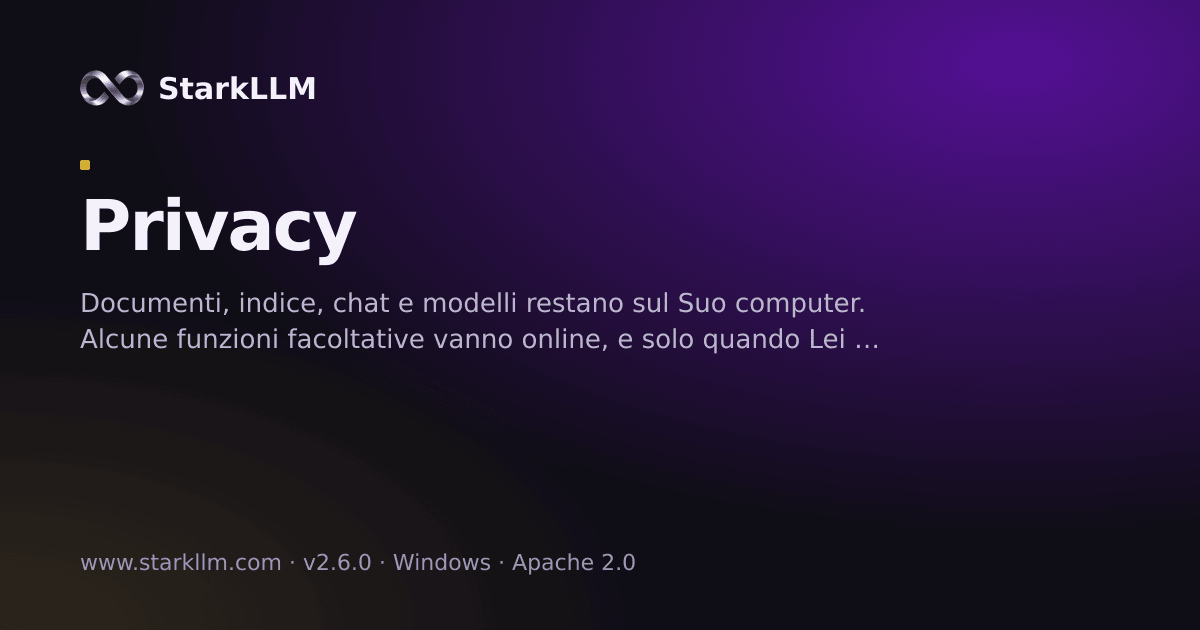 StarkLLM
Privacy
Documenti, indice, chat e modelli restano sul Suo computer.
Alcune funzioni facoltative vanno online, e solo quando Lei …
www.starkllm.com · v2.6.0 · Windows · Apache 2.0